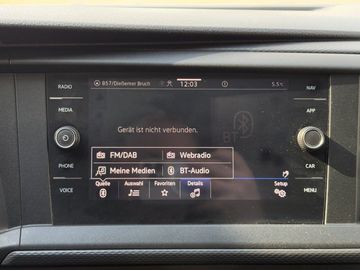 RADIO
B57/Dießemer Bruch 12:03 5.5°C
NAV
MEDIA
APP
Gerät ist nicht verbunden.
BT
FM/DAB Webradio
PHONE
Meine Medien BT-Audio
CAR
VOICE
Quelle Auswahl Favoriten Details Setup
MENU